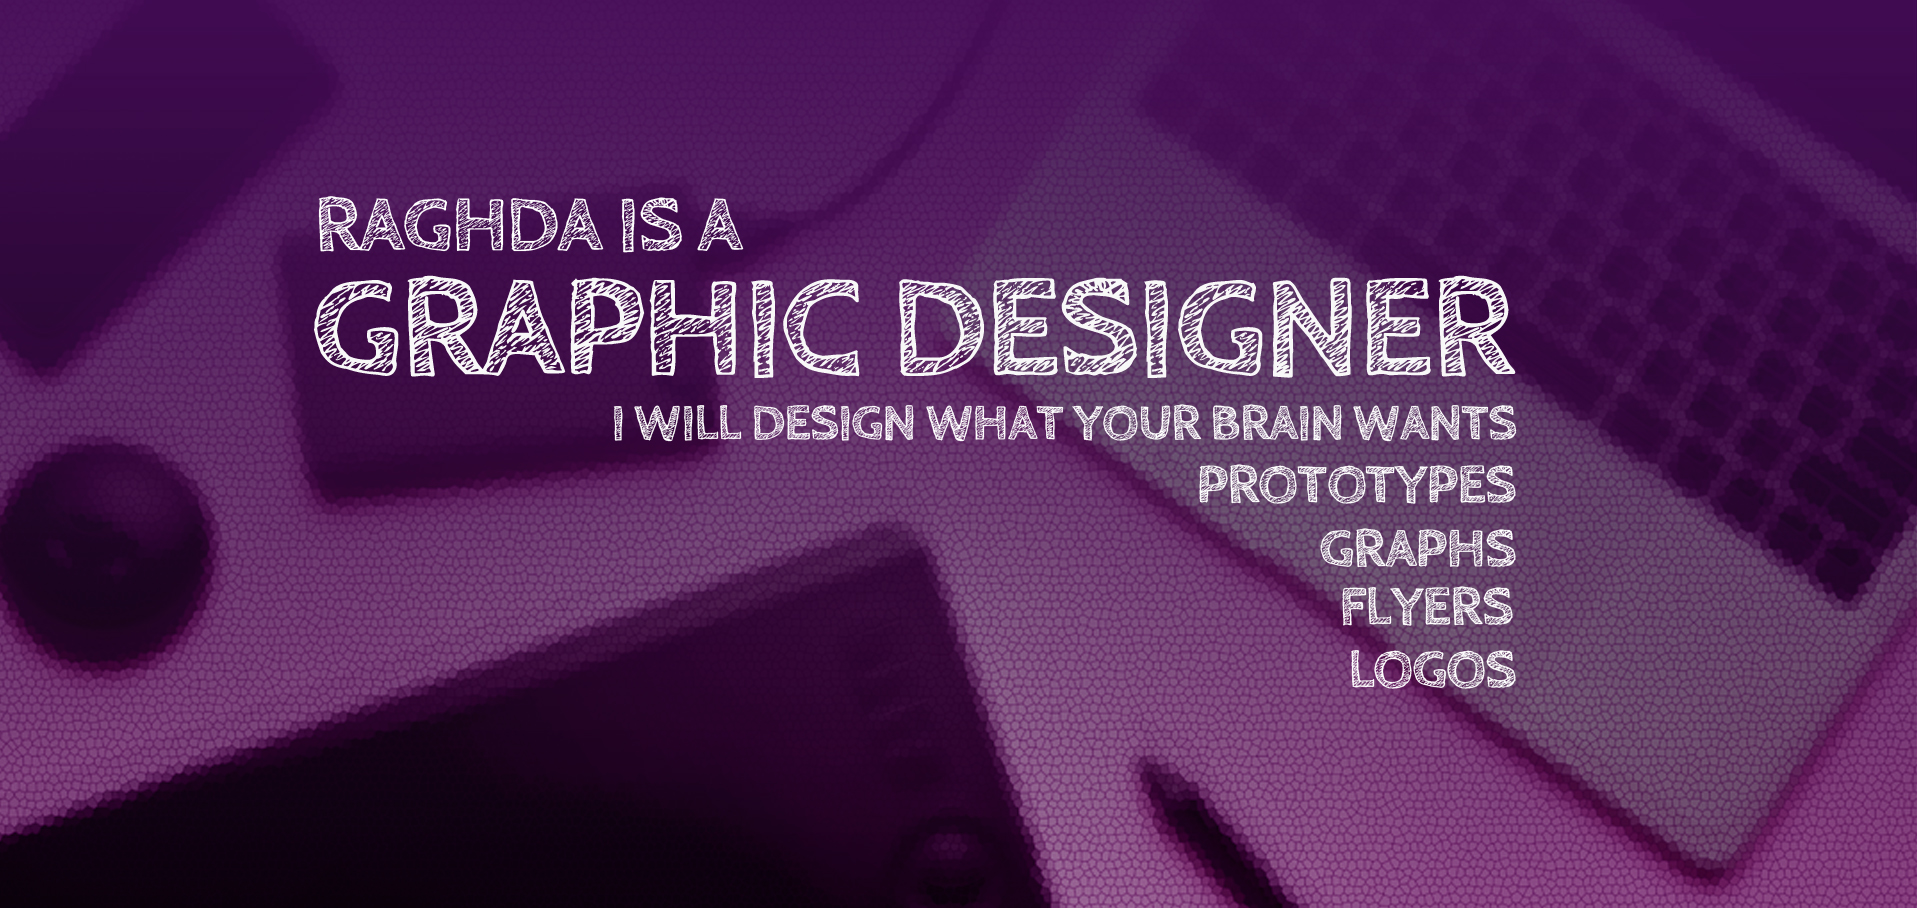 RAGHDA IS A
GRAPHIC DESIGNER
I WILL DESIGN WHAT YOUR BRAIN WANTS
PROTOTYPES
GRAPHS
FLYERS
LOGOS